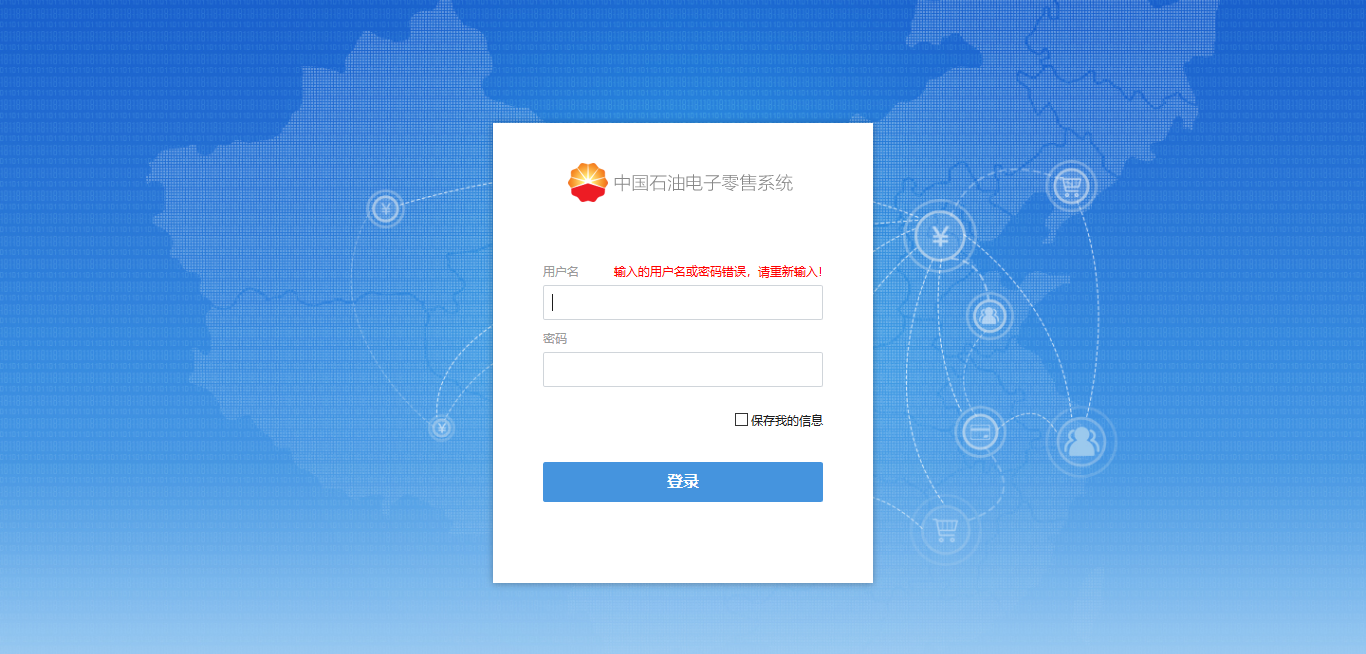 中国石油电子零售系统
用户名 输入的用户名或密码错误，请重新输入!
密码
保存我的信息
登录
¥
¥
¥